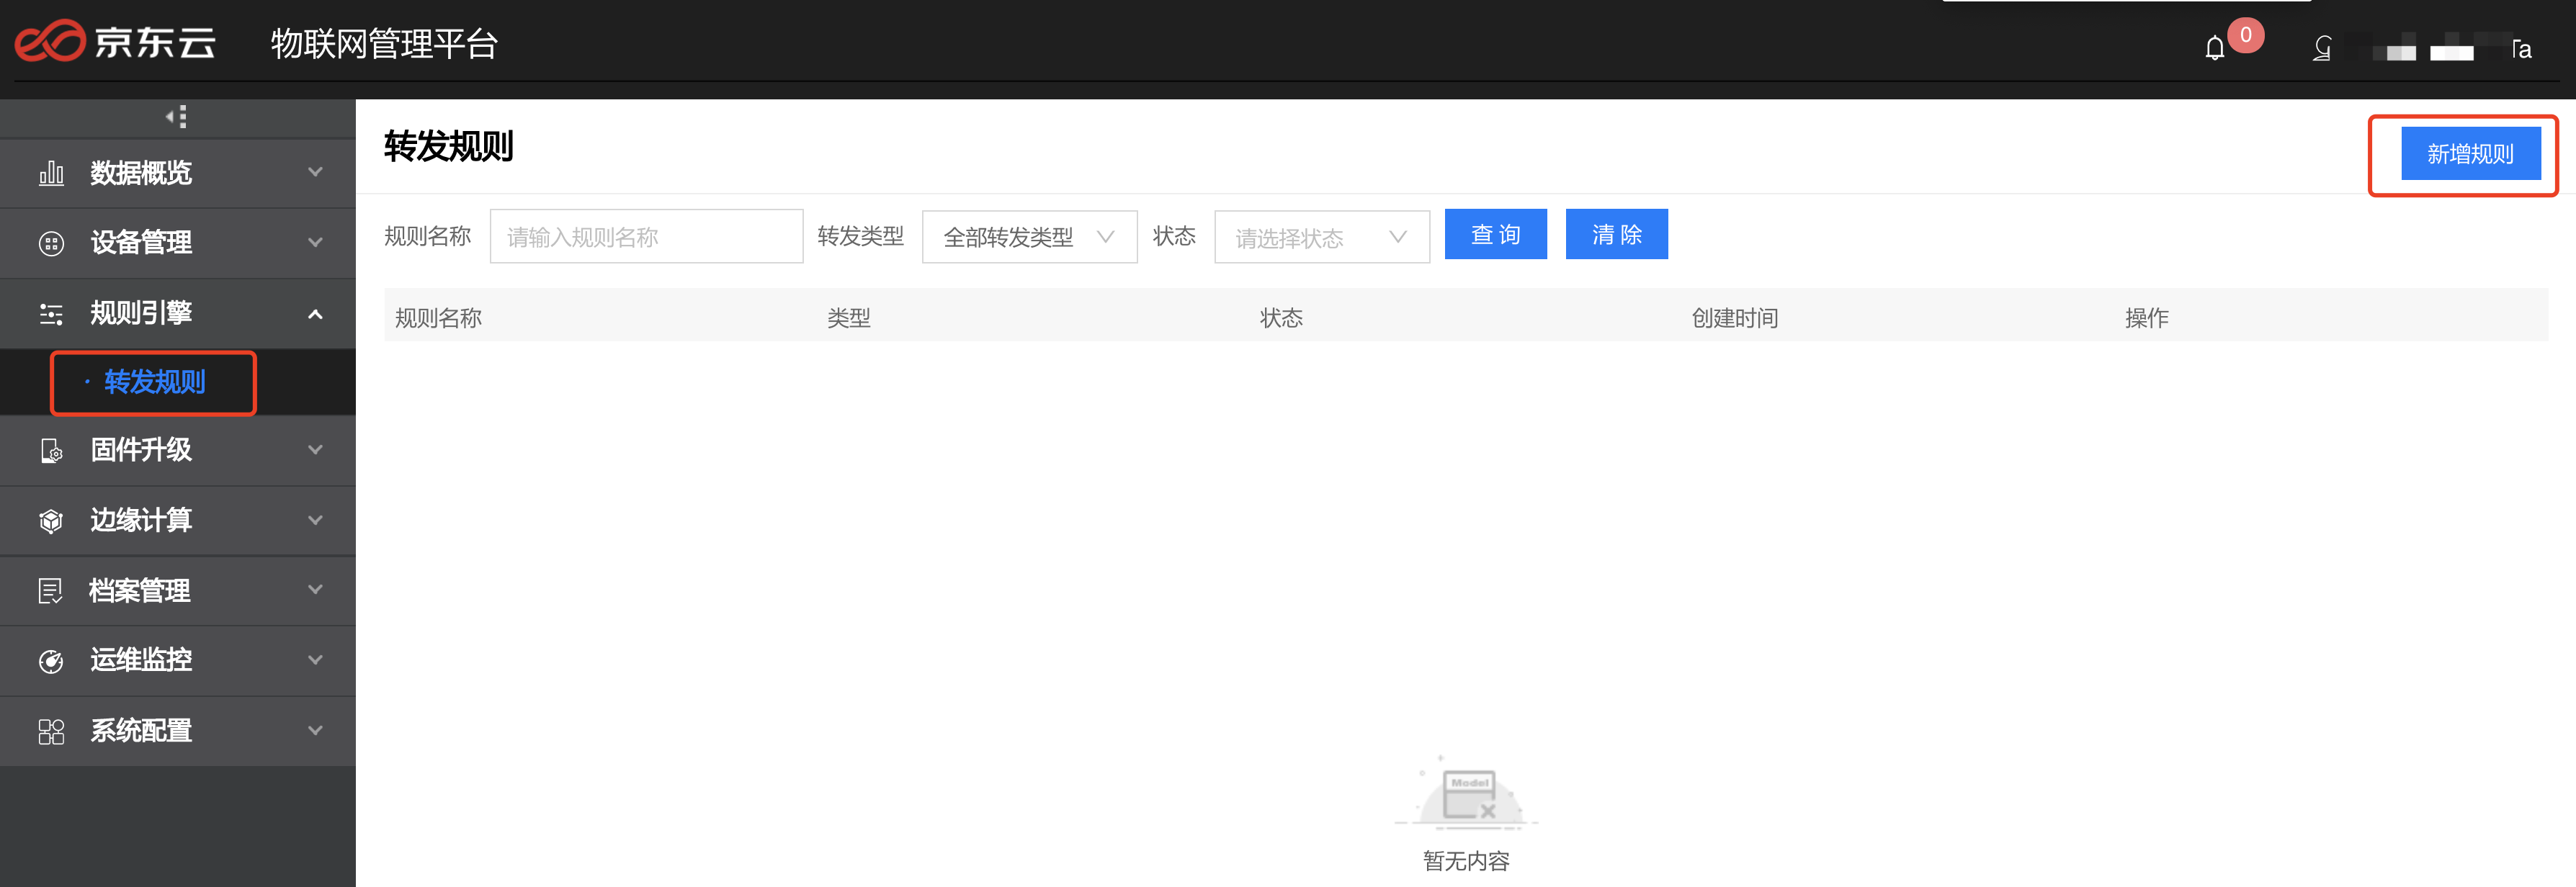 京东云 物联网管理平台 0
转发规则 新增规则
数据概览
设备管理
规则引擎
· 转发规则
固件升级
边缘计算
档案管理
运维监控
系统配置
规则名称 请输入规则名称 转发类型 全部转发类型 状态 请选择状态 查询 清除
规则名称 类型 状态 创建时间 操作
Model
暂无内容